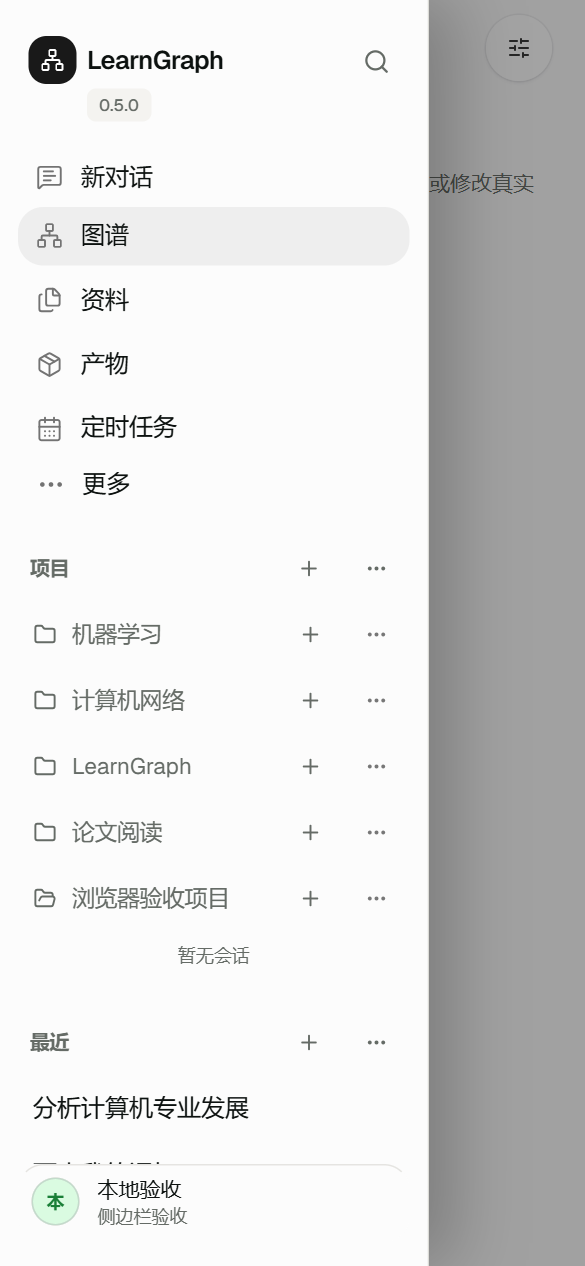 LearnGraph
0.5.0
新对话
或修改真实
图谱
资料
产物
定时任务
更多
项目
机器学习
计算机网络
LearnGraph
论文阅读
浏览器验收项目
暂无会话
最近
分析计算机专业发展
本
本地验收
侧边栏验收